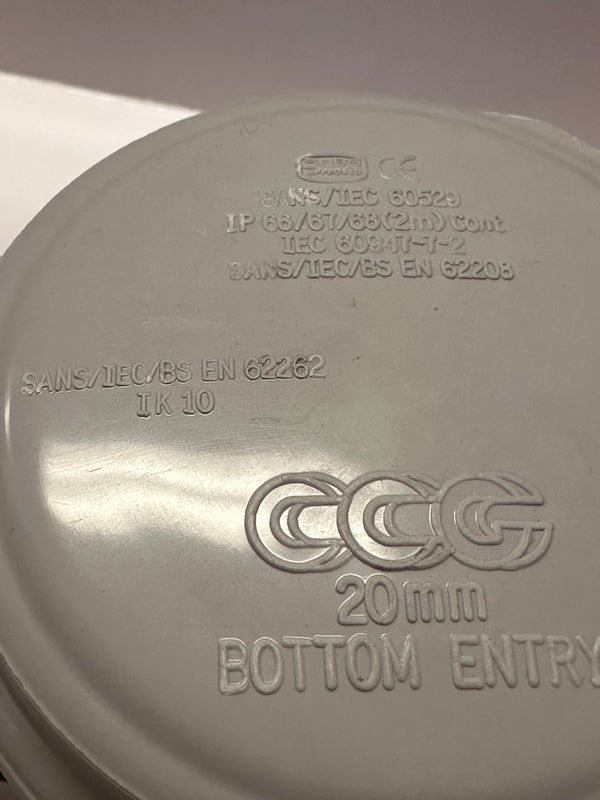 APPROVED CE
SANS/IEC 60529
IP 66/67/68(2m) Cont
IEC 60947-7-2
SANS/IEC/BS EN 62208
SANS/IEC/BS EN 62262
IK 10
CCG
20mm
BOTTOM ENTRY